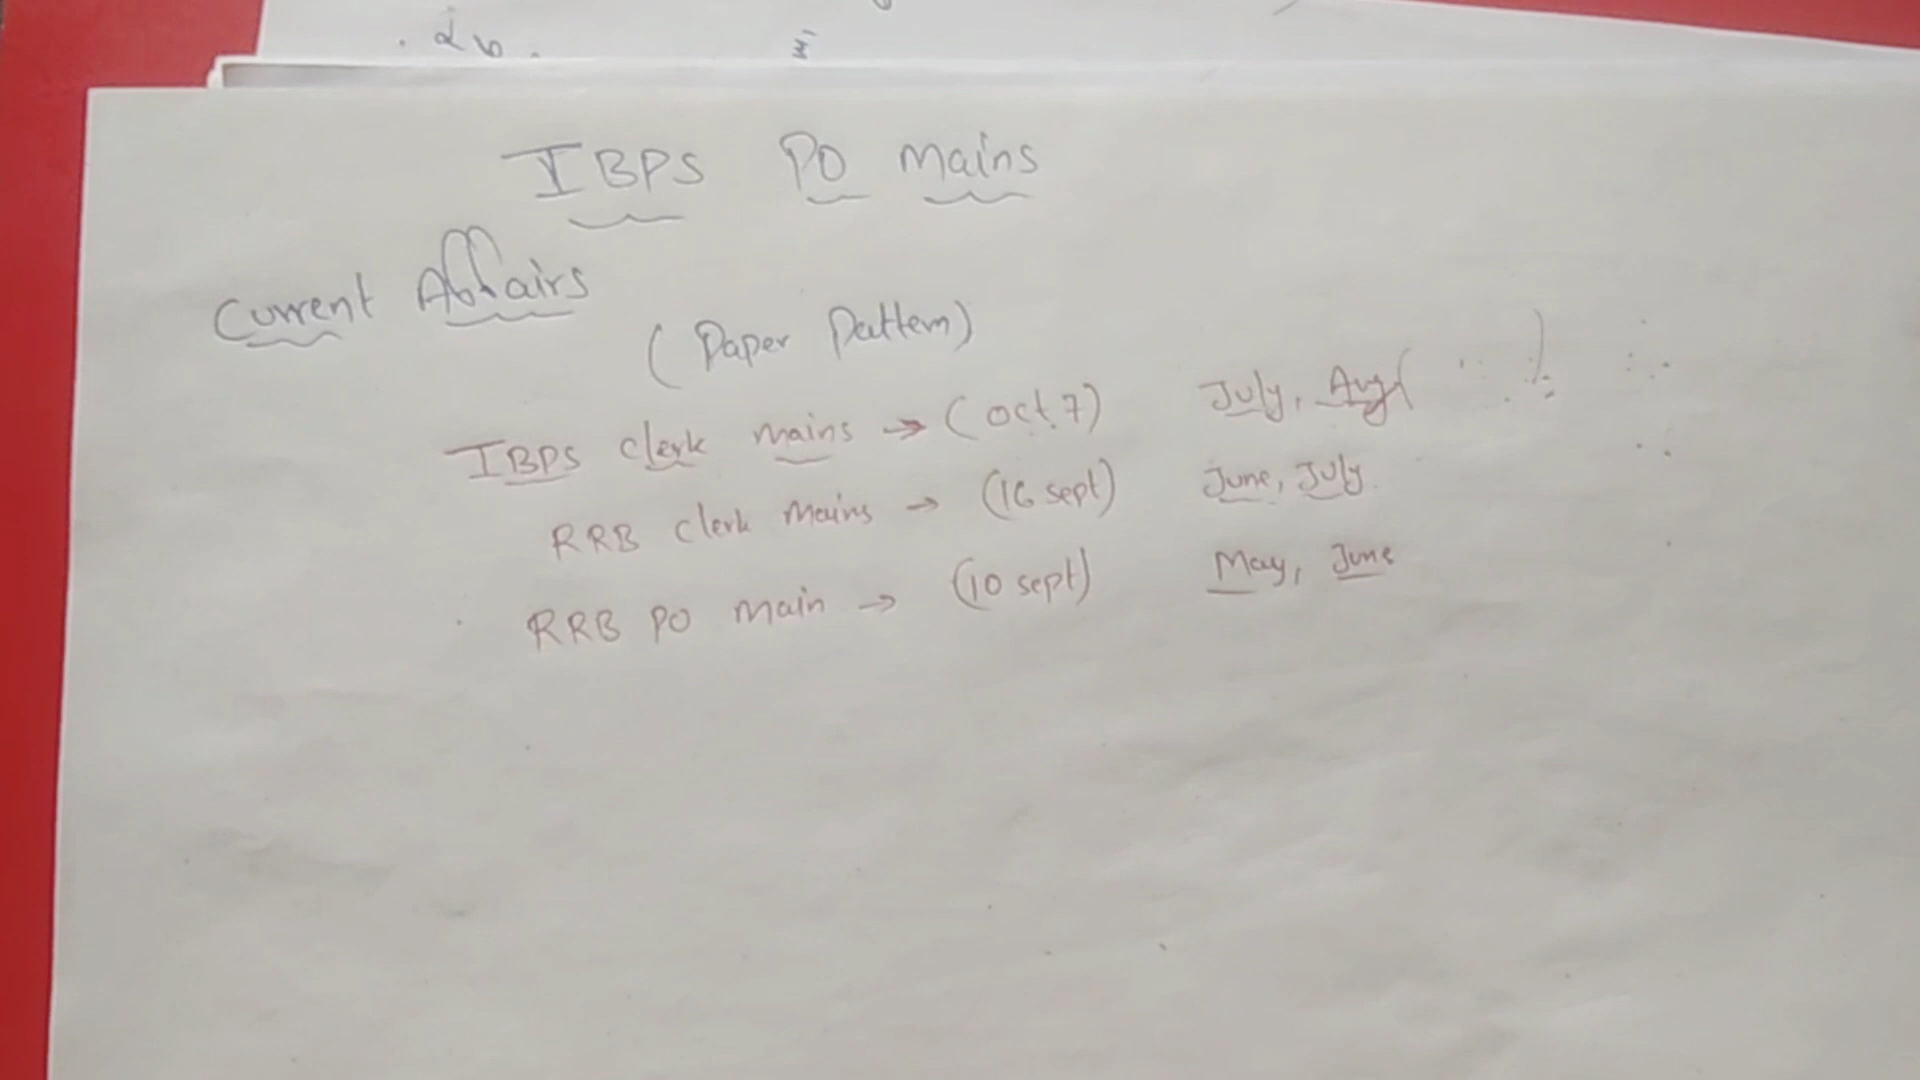 IBPS PO Mains
Current Affairs
(Paper Pattern)
IBPS clerk mains → (oct 7) July, Aug( )
RRB clerk Mains → (16 sept) June, July
RRB PO main → (10 sept) May, June